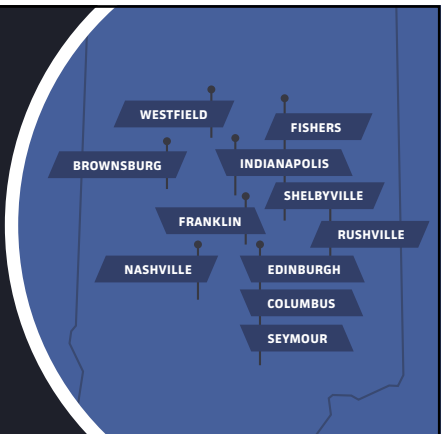 WESTFIELD
FISHERS
BROWNSBURG
INDIANAPOLIS
SHELBYVILLE
FRANKLIN
RUSHVILLE
NASHVILLE
EDINBURGH
COLUMBUS
SEYMOUR